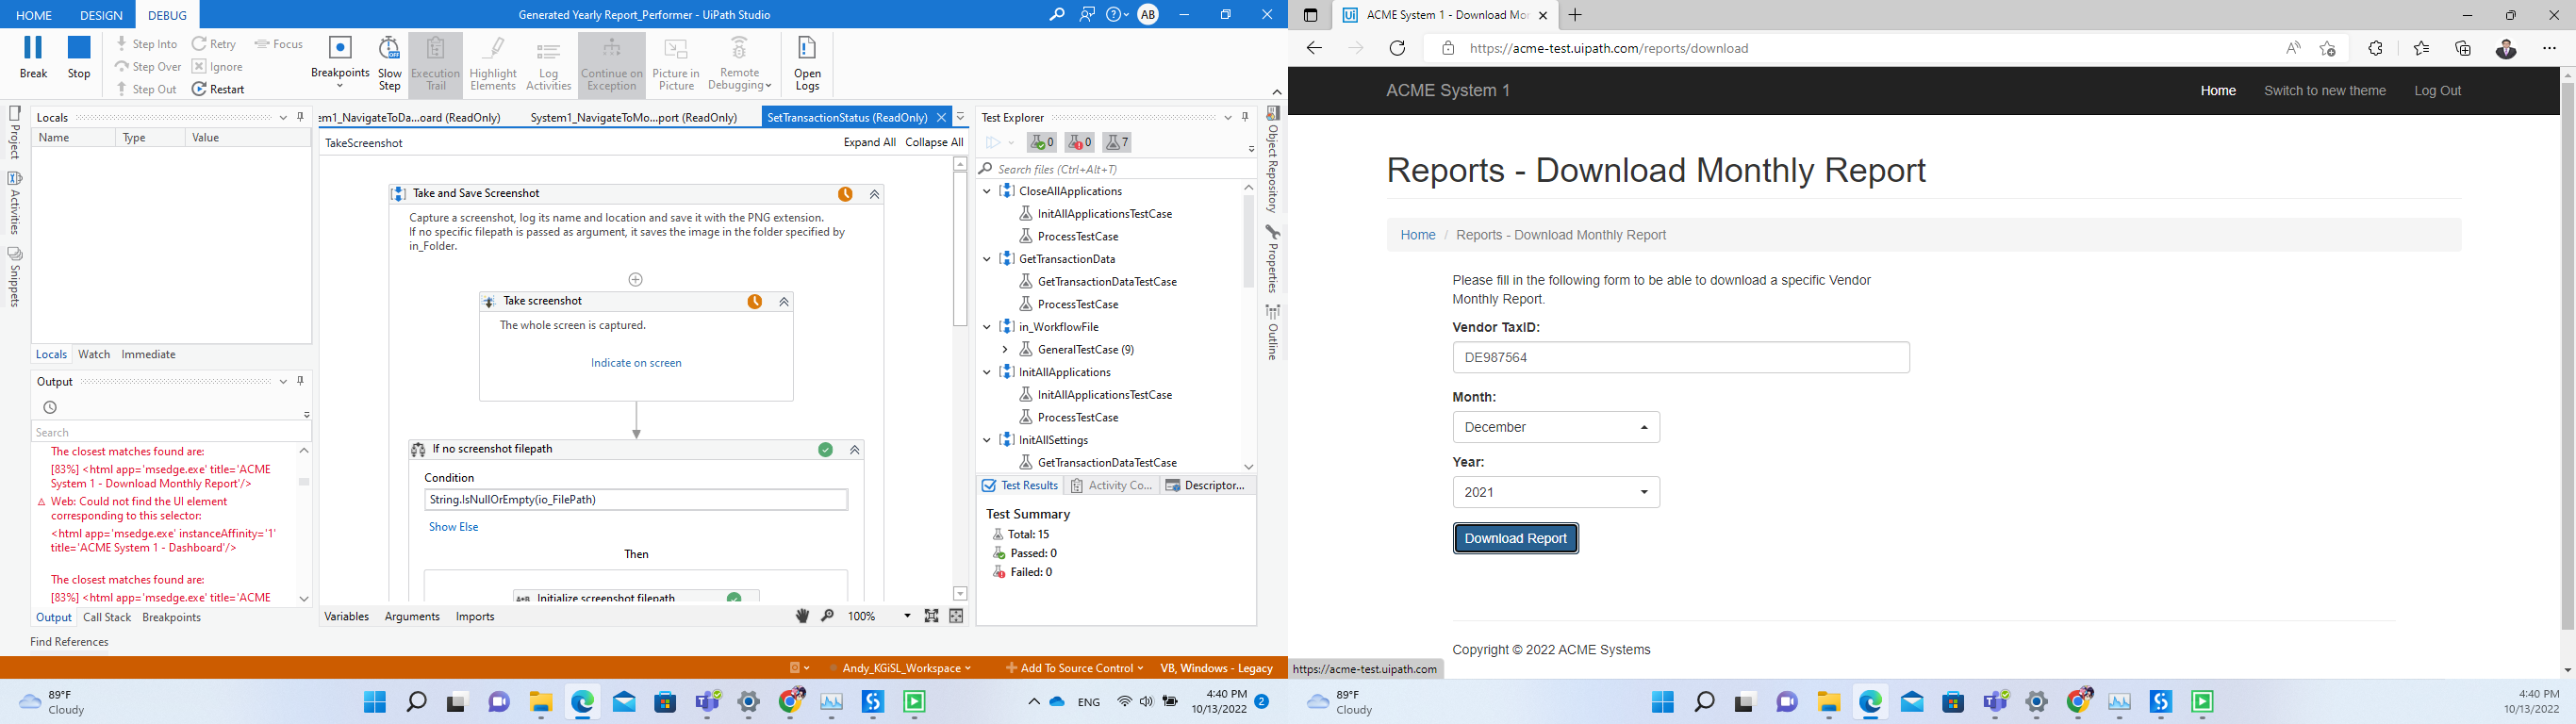 HOME DESIGN DEBUG
Generated Yearly Report_Performer - UiPath Studio
AB
Break
Stop
Step Into
Step Over
Step Out
Retry
Ignore
Restart
Focus
Breakpoints
Slow Step
Execution Trail
Highlight Elements
Log Activities
Continue on Exception
Picture in Picture
Remote Debugging
Open Logs
Project
Activities
Snippets
Locals
Name Type Value
Locals Watch Immediate
Output
Search
The closest matches found are:
[83%] <html app='msedge.exe' title='ACME
System 1 - Download Monthly Report'/>
Web: Could not find the UI element
corresponding to this selector:
<html app='msedge.exe' instanceAffinity='1'
title='ACME System 1 - Dashboard'/>
The closest matches found are:
[83%] <html app='msedge.exe' title='ACME
Output Call Stack Breakpoints
Find References
em1_NavigateToDa...oard (ReadOnly) System1_NavigateToMo...port (ReadOnly) SetTransactionStatus (ReadOnly)
TakeScreenshot Expand All Collapse All
Take and Save Screenshot
Capture a screenshot, log its name and location and save it with the PNG extension.
If no specific filepath is passed as argument, it saves the image in the folder specified by
in_Folder.
Take screenshot
The whole screen is captured.
Indicate on screen
If no screenshot filepath
Condition
String.IsNullOrEmpty(io_FilePath)
Show Else
Then
A+B Initialize screenshot filepath
Variables Arguments Imports 100%
Test Explorer
0 0 7
Search files (Ctrl+Alt+T)
CloseAllApplications
InitAllApplicationsTestCase
ProcessTestCase
GetTransactionData
GetTransactionDataTestCase
ProcessTestCase
in_WorkflowFile
GeneralTestCase (9)
InitAllApplications
InitAllApplicationsTestCase
ProcessTestCase
InitAllSettings
GetTransactionDataTestCase
Test Results Activity Co... Descriptor...
Test Summary
Total: 15
Passed: 0
Failed: 0
Object Repository
Properties
Outline
Andy_KGiSL_Workspace Add To Source Control VB, Windows - Legacy
89°F
Cloudy
ENG
4:40 PM
10/13/2022
2
Ui ACME System 1 - Download Mon
https://acme-test.uipath.com/reports/download
ACME System 1 Home Switch to new theme Log Out
Reports - Download Monthly Report
Home / Reports - Download Monthly Report
Please fill in the following form to be able to download a specific Vendor
Monthly Report.
Vendor TaxID:
DE987564
Month:
December
Year:
2021
Download Report
Copyright © 2022 ACME Systems
https://acme-test.uipath.com
89°F
Cloudy
4:40 PM
10/13/2022